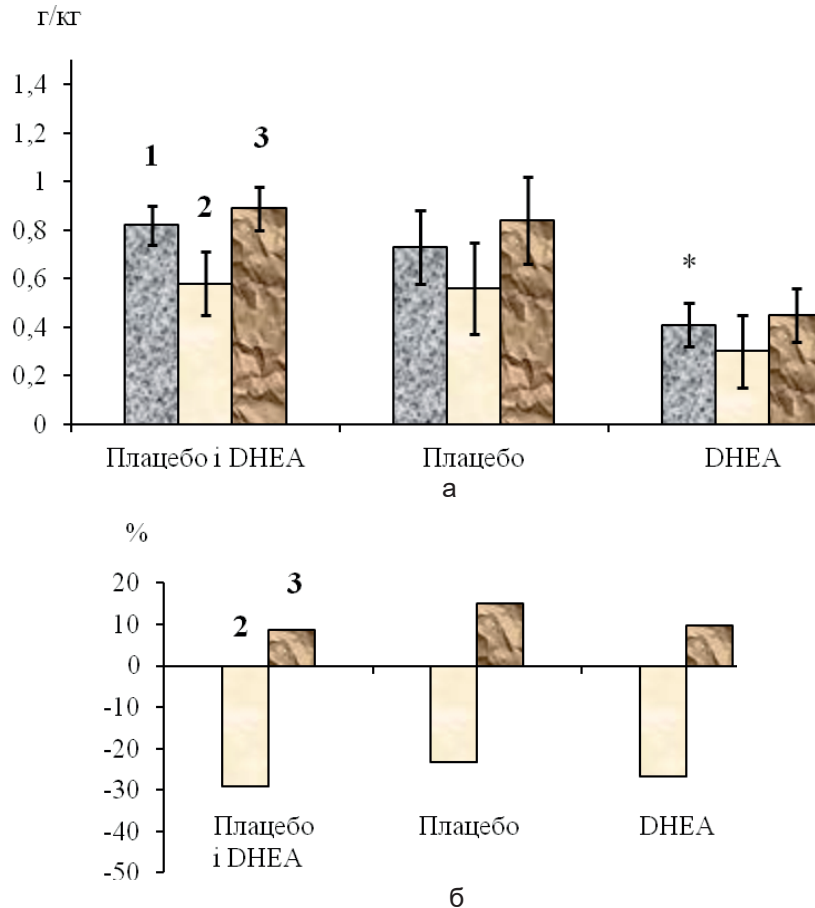 г/кг
1,4
1,2
1
0,8
0,6
0,4
0,2
0
1
2
3
*
Плацебо і DHEA
Плацебо
DHEA
а
%
20
10
0
-10
-20
-30
-40
-50
2
3
Плацебо
і DHEA
Плацебо
DHEA
б